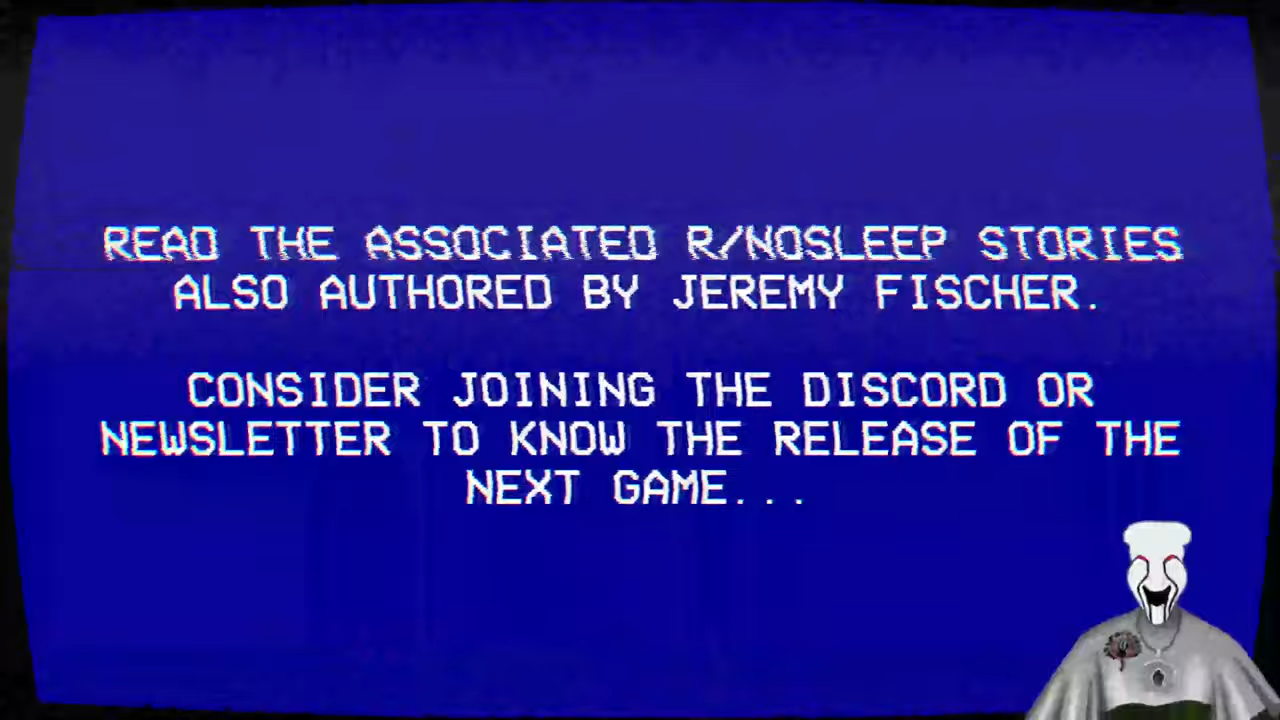 READ THE ASSOCIATED R/NOSLEEP STORIES
ALSO AUTHORED BY JEREMY FISCHER.
CONSIDER JOINING THE DISCORD OR
NEWSLETTER TO KNOW THE RELEASE OF THE
NEXT GAME...